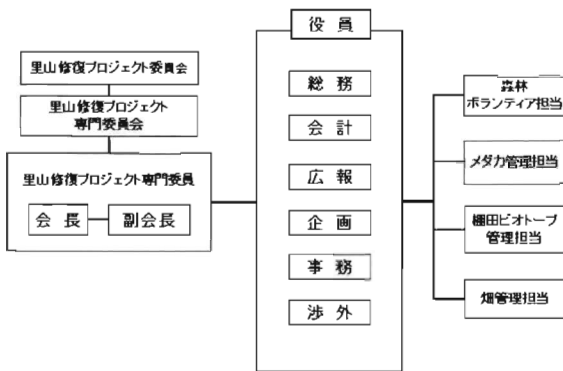 里山修復プロジェクト委員会
里山修復プロジェクト
専門委員会
里山修復プロジェクト専門委員
会長
副会長
役員
総務
会計
広報
企画
事務
渉外
森林
ボランティア担当
メダカ管理担当
棚田ビオトープ
管理担当
畑管理担当